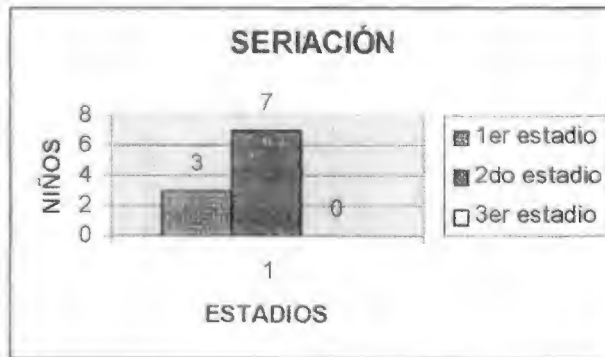 SERIACIÓN
NIÑOS
8
6
4
2
0
3
7
0
1
ESTADIOS
1er estadio
2do estadio
3er estadio